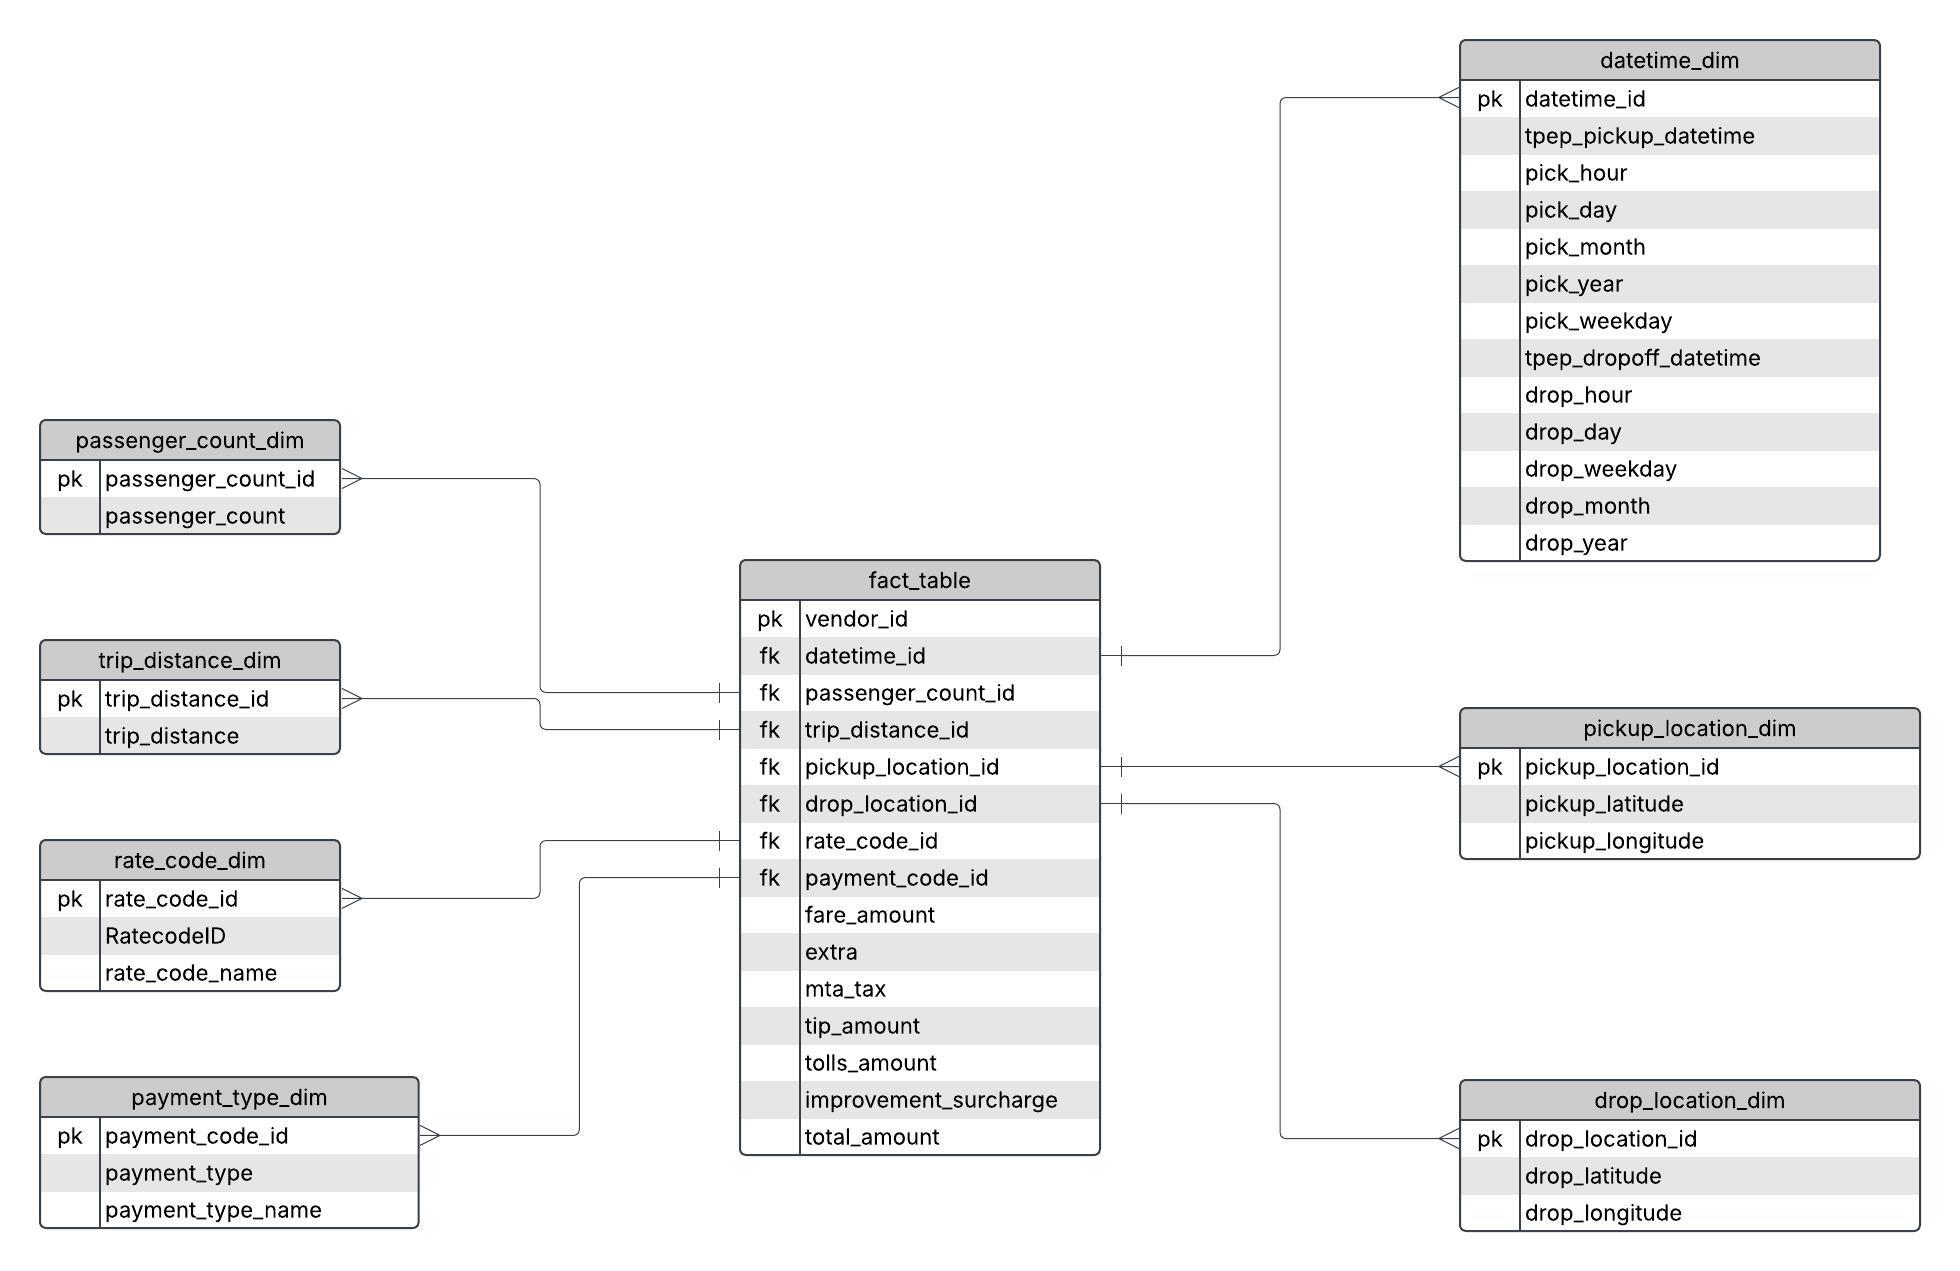 datetime_dim
pk datetime_id
tpep_pickup_datetime
pick_hour
pick_day
pick_month
pick_year
pick_weekday
tpep_dropoff_datetime
drop_hour
drop_day
drop_weekday
drop_month
drop_year
passenger_count_dim
pk passenger_count_id
passenger_count
trip_distance_dim
pk trip_distance_id
trip_distance
rate_code_dim
pk rate_code_id
RatecodeID
rate_code_name
payment_type_dim
pk payment_code_id
payment_type
payment_type_name
fact_table
pk vendor_id
fk datetime_id
fk passenger_count_id
fk trip_distance_id
fk pickup_location_id
fk drop_location_id
fk rate_code_id
fk payment_code_id
fare_amount
extra
mta_tax
tip_amount
tolls_amount
improvement_surcharge
total_amount
pickup_location_dim
pk pickup_location_id
pickup_latitude
pickup_longitude
drop_location_dim
pk drop_location_id
drop_latitude
drop_longitude